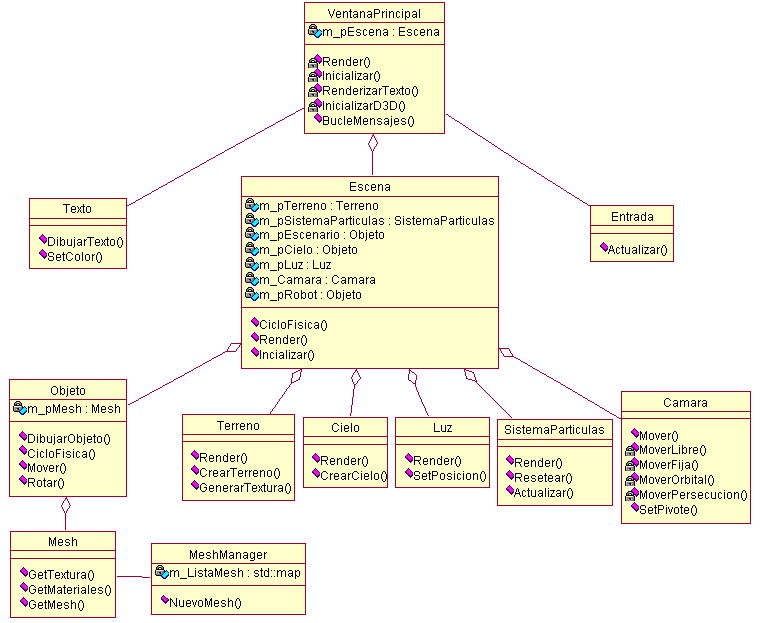 VentanaPrincipal
m_pEscena : Escena
Render()
Inicializar()
RenderizarTexto()
InicializarD3D()
BucleMensajes()
Texto
DibujarTexto()
SetColor()
Escena
m_pTerreno : Terreno
m_pSistemaParticulas : SistemaParticulas
m_pEscenario : Objeto
m_pCielo : Objeto
m_pLuz : Luz
m_Camara : Camara
m_pRobot : Objeto
CicloFisica()
Render()
Incializar()
Entrada
Actualizar()
Objeto
m_pMesh : Mesh
DibujarObjeto()
CicloFisica()
Mover()
Rotar()
Terreno
Render()
CrearTerreno()
GenerarTextura()
Cielo
Render()
CrearCielo()
Luz
Render()
SetPosicion()
SistemaParticulas
Render()
Resetear()
Actualizar()
Camara
Mover()
MoverLibre()
MoverFija()
MoverOrbital()
MoverPersecucion()
SetPivote()
Mesh
GetTextura()
GetMateriales()
GetMesh()
MeshManager
m_ListaMesh : std::map
NuevoMesh()